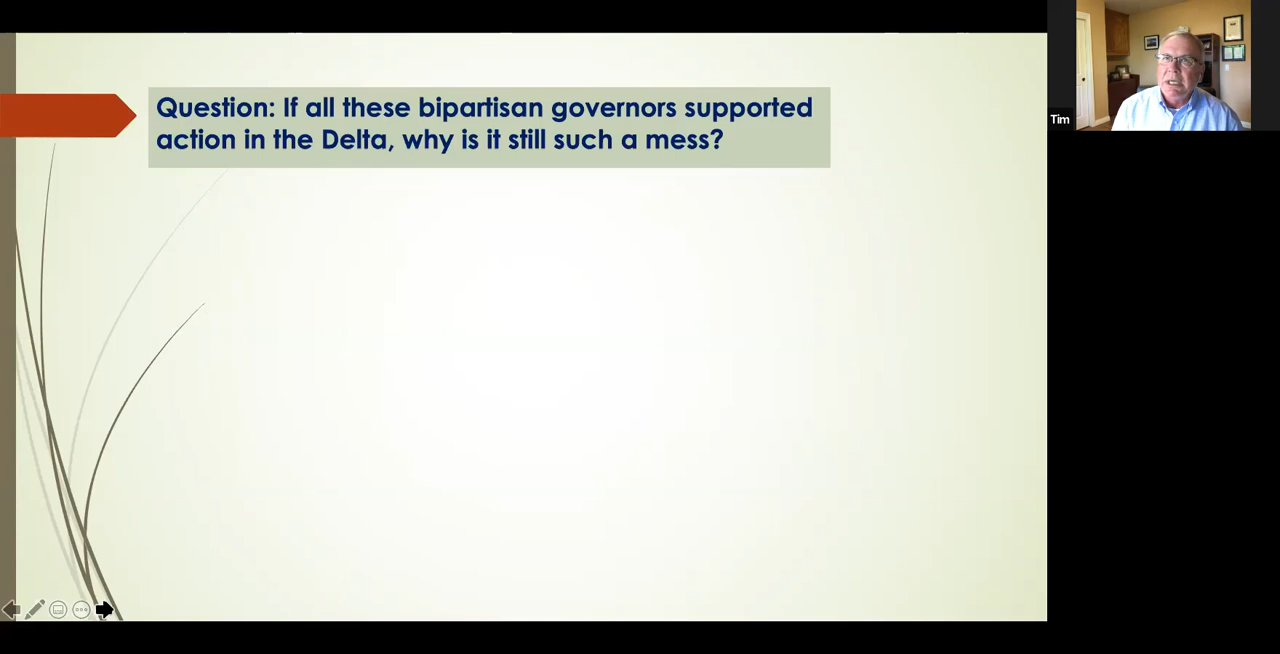 Question: If all these bipartisan governors supported
action in the Delta, why is it still such a mess?
Tim